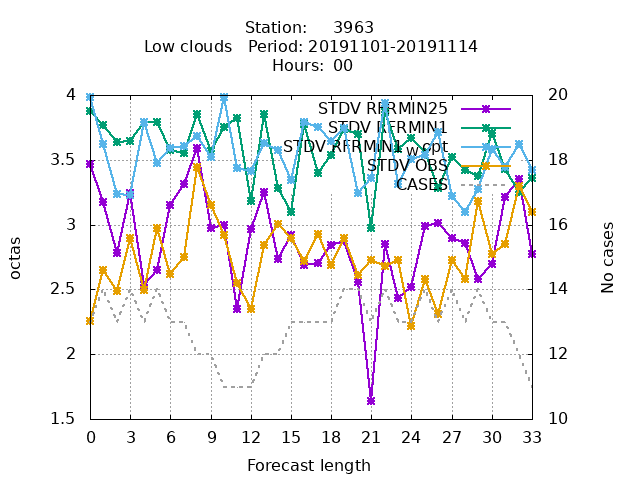 Station: 3963
Low clouds Period: 20191101-20191114
Hours: 00
4
3.5
3
2.5
2
1.5
20
18
16
14
12
10
octas
No cases
STDV RFRMIN25
STDV RFRMIN1
STDV RFRMIN1_w_opt
STDV OBS
CASES
0 3 6 9 12 15 18 21 24 27 30 33
Forecast length